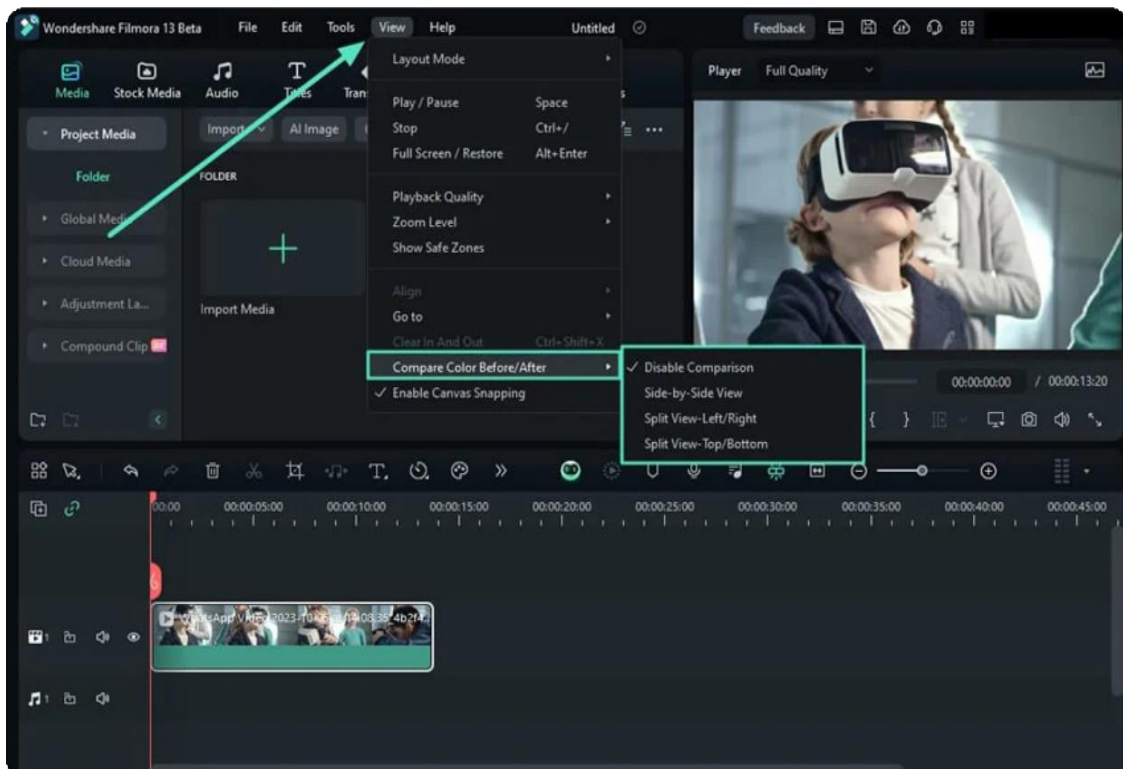 Wondershare Filmora 13 Beta File Edit Tools View Help Untitled Feedback
Media Stock Media Audio Titles
Player Full Quality
Project Media
Import AI Image
Folder
FOLDER
Global Media
Cloud Media
Adjustment La...
Compound Clip
Import Media
Layout Mode
Play / Pause Space
Stop Ctrl+/
Full Screen / Restore Alt+Enter
Playback Quality
Zoom Level
Show Safe Zones
Align
Go to
Clear In And Out Ctrl+Shift+X
Compare Color Before/After
Enable Canvas Snapping
Disable Comparison
Side-by-Side View
Split View-Left/Right
Split View-Top/Bottom
00:00:00:00 / 00:00:13:20
00:00 00:00:05:00 00:00:10:00 00:00:15:00 00:00:20:00 00:00:25:00 00:00:30:00 00:00:35:00 00:00:40:00 00:00:45:00
WhatsApp Video 2023-10-
1
1